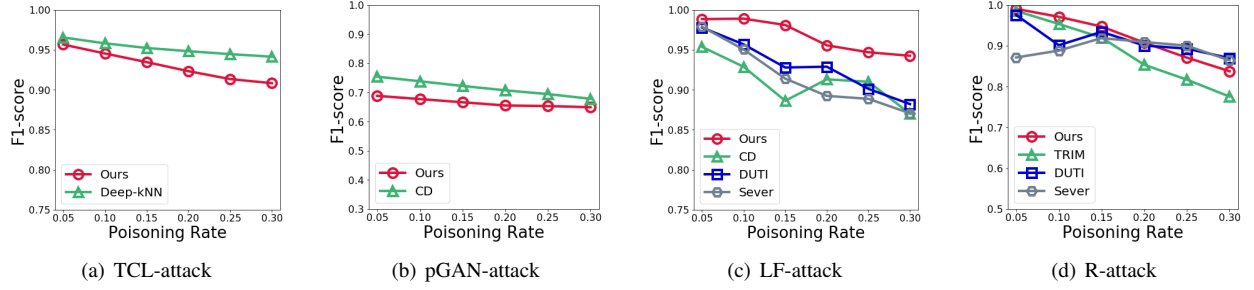 1.00
0.95
0.90
0.85
0.80
0.75
F1-score
Ours
Deep-kNN
0.05 0.10 0.15 0.20 0.25 0.30
Poisoning Rate
(a) TCL-attack
1.0
0.9
0.8
0.7
0.6
0.5
0.4
0.3
F1-score
Ours
CD
0.05 0.10 0.15 0.20 0.25 0.30
Poisoning Rate
(b) pGAN-attack
1.00
0.95
0.90
0.85
0.80
0.75
F1-score
Ours
CD
DUTI
Sever
0.05 0.10 0.15 0.20 0.25 0.30
Poisoning Rate
(c) LF-attack
1.0
0.9
0.8
0.7
0.6
0.5
F1-score
Ours
TRIM
DUTI
Sever
0.05 0.10 0.15 0.20 0.25 0.30
Poisoning Rate
(d) R-attack